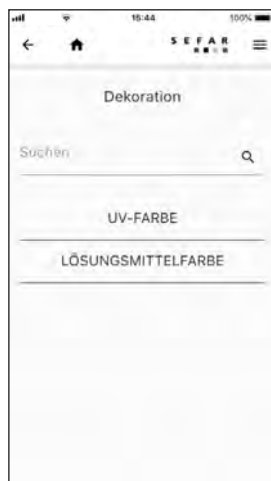 15:44
100%
SEFAR
Dekoration
Suchen
UV-FARBE
LÖSUNGSMITTELFARBE